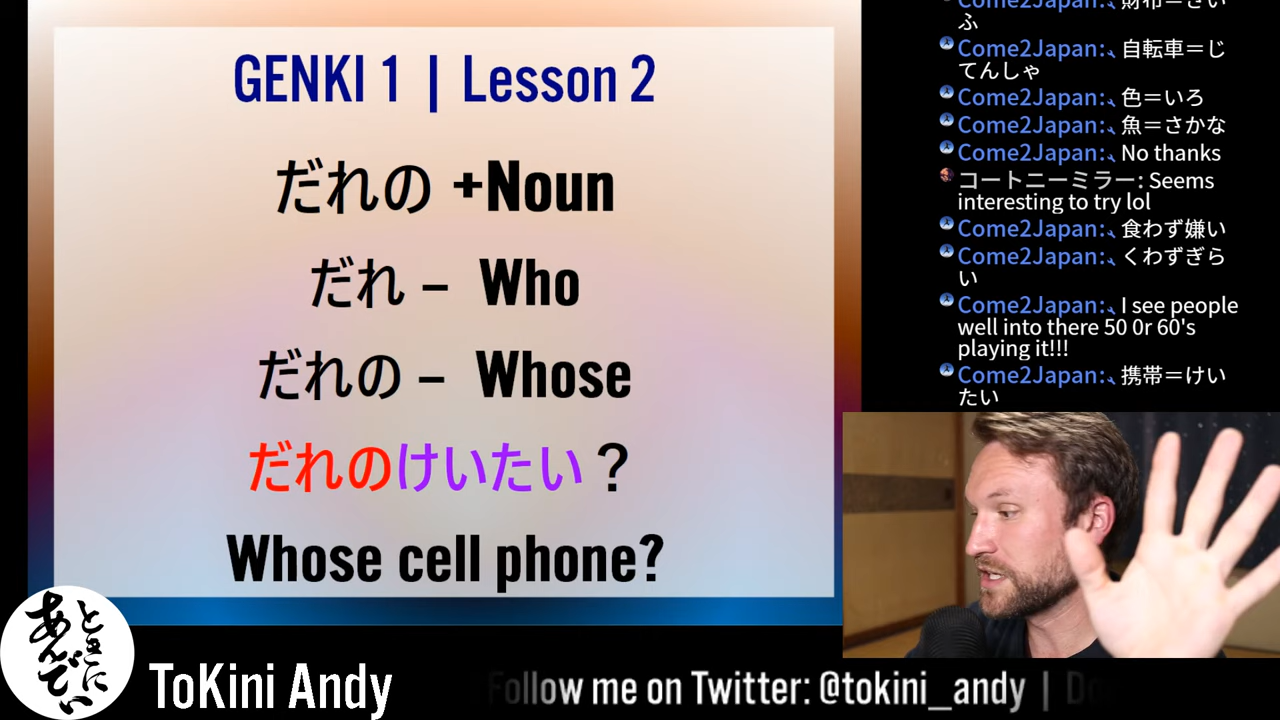 GENKI 1 | Lesson 2
だれの +Noun
だれ – Who
だれの – Whose
だれのけいたい？
Whose cell phone?
ふ
Come2Japan:、自転車＝じ
てんしゃ
Come2Japan:、色＝いろ
Come2Japan:、魚＝さかな
Come2Japan:、No thanks
コートニーミラー: Seems
interesting to try lol
Come2Japan:、食わず嫌い
Come2Japan:、くわずぎら
い
Come2Japan:、I see people
well into there 50 0r 60's
playing it!!!
Come2Japan:、携帯＝けい
たい
ときに
あんでぃ
ToKini Andy
Follow me on Twitter: @tokini_andy |